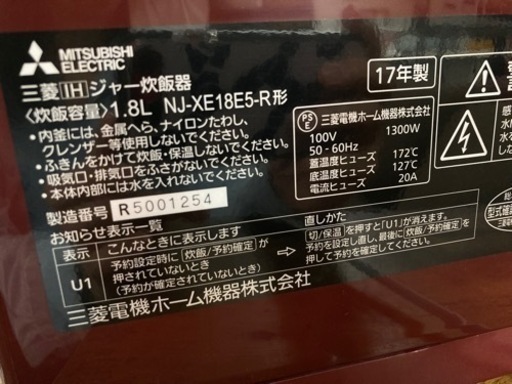 MITSUBISHI
ELECTRIC
三菱IHジャー炊飯器
17年製
〈炊飯容量〉1.8L NJ-XE18E5-R形
・内釜には、金属へら、ナイロンたわし、
クレンザー等使用しないでください。
・ふきんをかけて炊飯・保温しないでください。
・吸気口・排気口をふさがないでください。
・本体内部には水を入れないでください。
PSE 三菱電機ホーム機器株式会社
100V 1300W
50-60Hz
蓋温度ヒューズ 172℃
胴温度ヒューズ 127℃
電流ヒューズ 20A
製造番号 R5001254
お知らせ表示一覧
表示 こんなときに表示します 直しかた
U1 予約設定時に[炊飯/予約確定]が
押されていないとき
(予約が確定されていないとき)
[切/保温]を押すと「U1」が消えます。
予約を設定し直し、最後に[炊飯/予約確定]を
押して予約を確定してください。
三菱電機ホーム機器株式会社